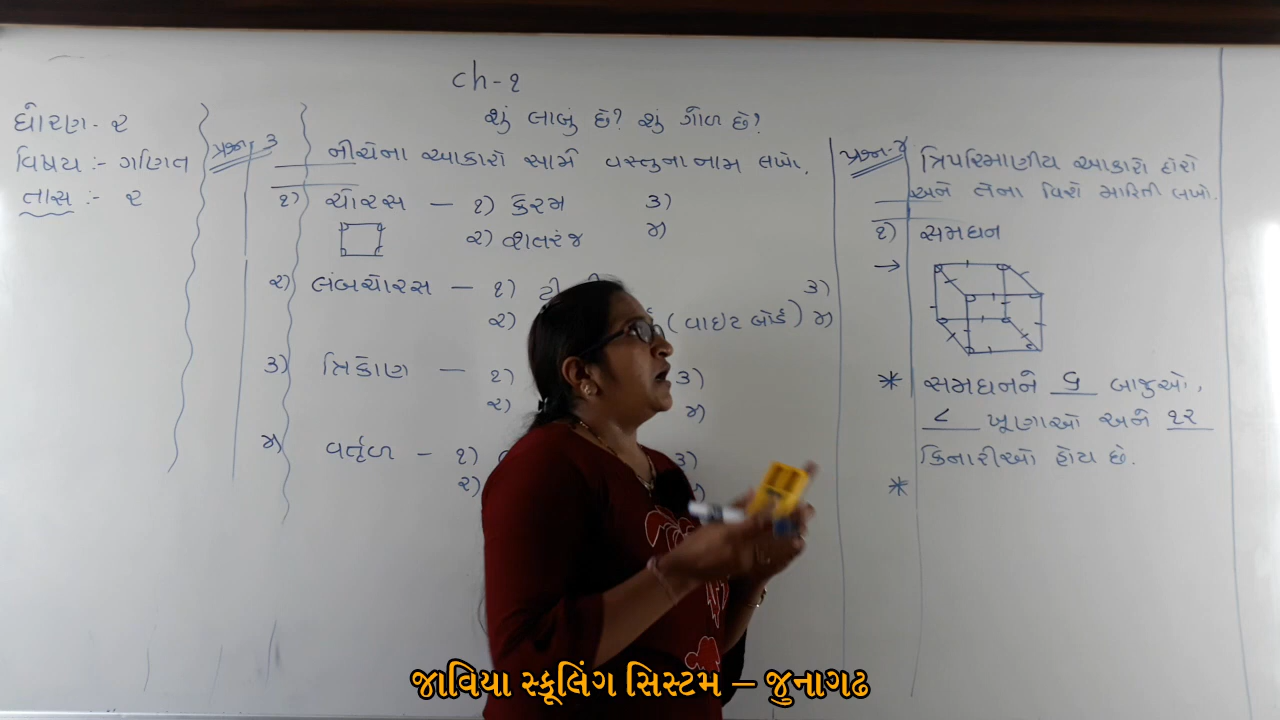 ch-૧
શું લાબું છે? શું ગોળ છે?
ધોરણ - ૨
વિષય :- ગણિત
તાસ :- ૨
પ્રશ્ન-3 નીચેના આકારો સામે વસ્તુના નામ લખો.
૧) ચોરસ – ૧) કેરમ ૩)
૨) શતરંજ ૪)
૨) લંબચોરસ – ૧) ૩)
૨) (વાઇટ બોર્ડ) ૪)
૩) ત્રિકોણ – ૧) ૩)
૨) ૪)
૪) વર્તૃળ – ૧) ૩)
૨)
પ્રશ્ન-૪ ત્રિપરિમાણીય આકારો દોરો
અને તેના વિશે માહિતી લખો.
૧) સમઘન
→
* સમઘનને ૬ બાજુઓ,
૮ ખૂણાઓ અને ૧૨
કિનારીઓ હોય છે.
*
જાવિયા સ્કૂલિંગ સિસ્ટમ – જુનાગઢ